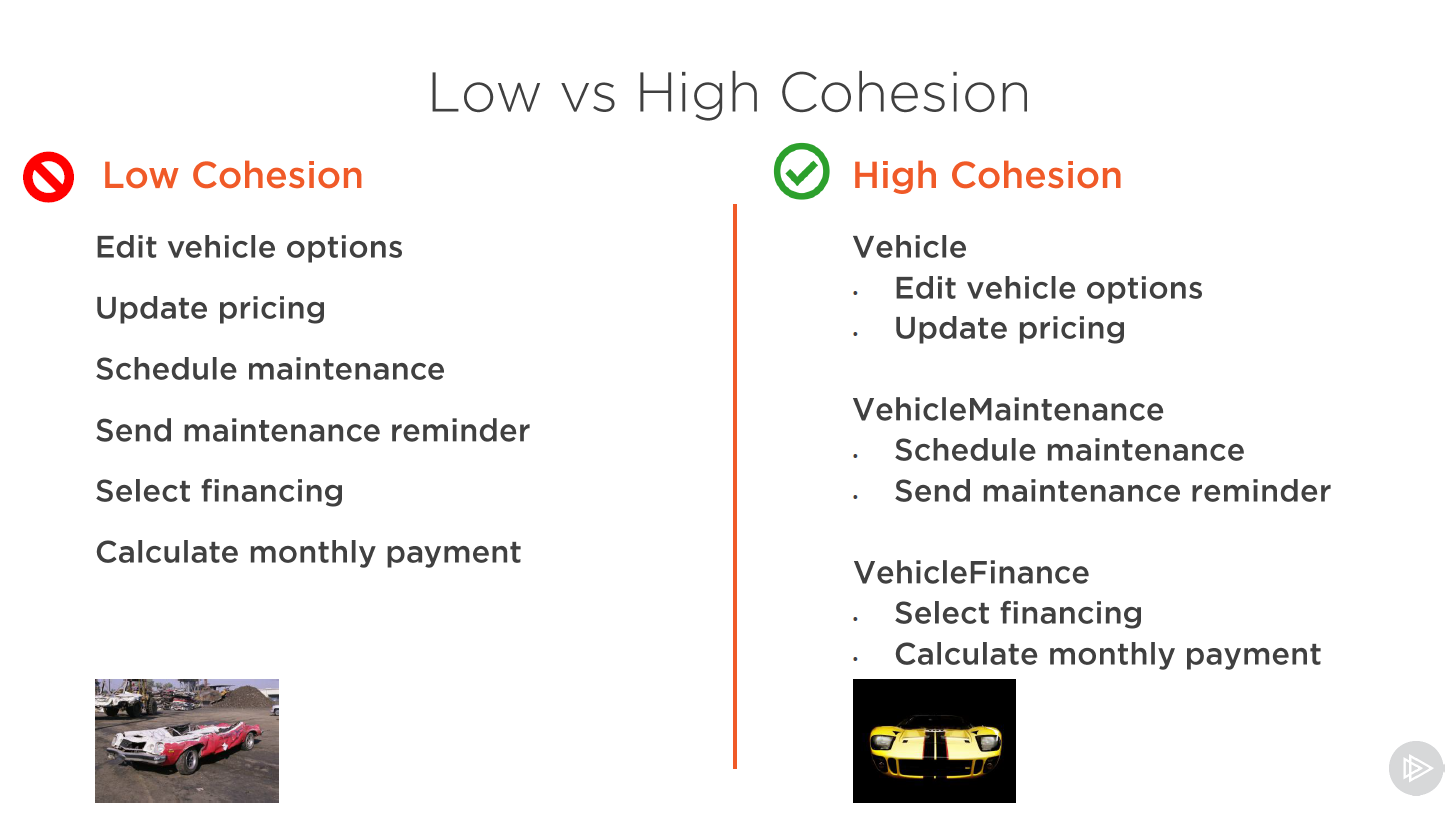 Low vs High Cohesion
Low Cohesion
Edit vehicle options
Update pricing
Schedule maintenance
Send maintenance reminder
Select financing
Calculate monthly payment
High Cohesion
Vehicle
• Edit vehicle options
• Update pricing
VehicleMaintenance
• Schedule maintenance
• Send maintenance reminder
VehicleFinance
• Select financing
• Calculate monthly payment